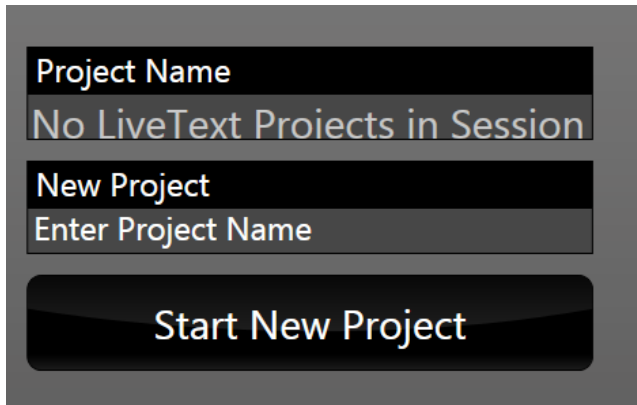 Project Name
No LiveText Projects in Session
New Project
Enter Project Name
Start New Project